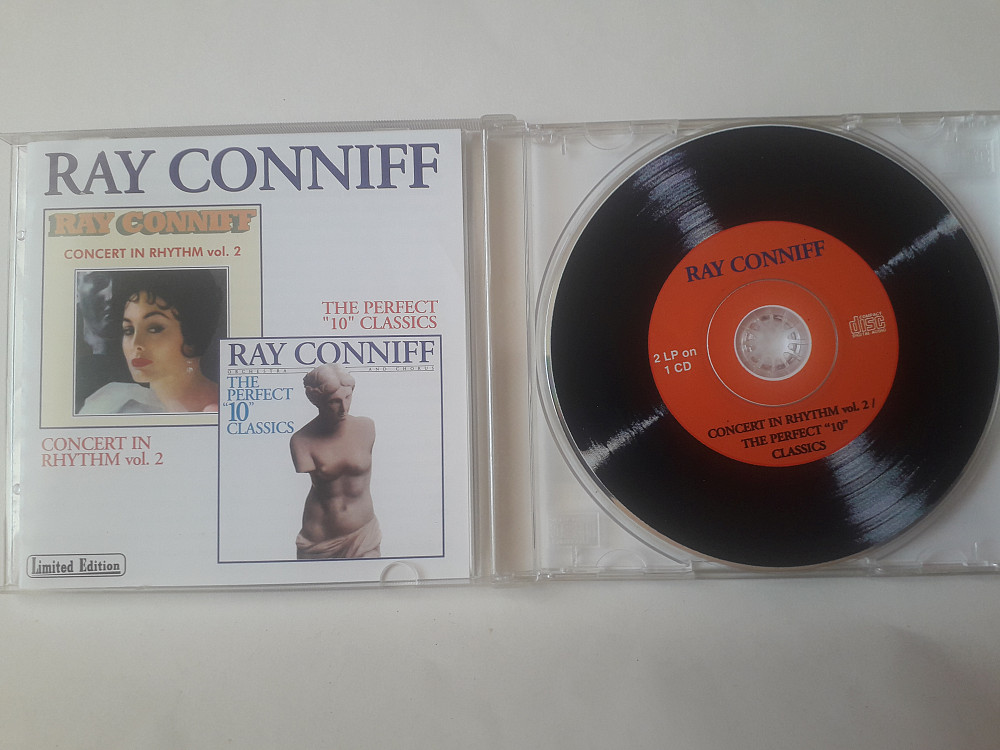 RAY CONNIFF
RAY CONNIFF
CONCERT IN RHYTHM vol. 2
THE PERFECT
"10" CLASSICS
RAY CONNIFF
ORCHESTRA AND CHORUS
THE
PERFECT
"10"
CLASSICS
CONCERT IN
RHYTHM vol. 2
Limited Edition
RAY CONNIFF
COMPACT
disc
DIGITAL AUDIO
2 LP on
1 CD
CONCERT IN RHYTHM vol. 2 /
THE PERFECT "10"
CLASSICS